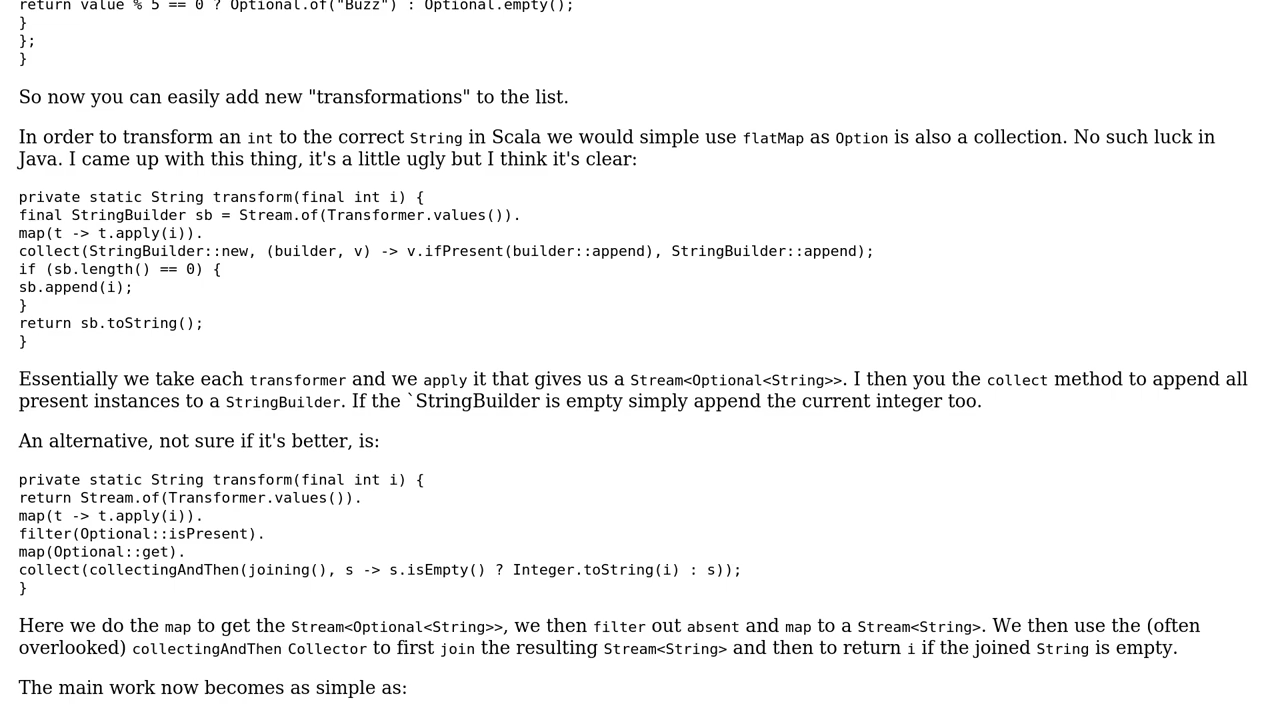 return value % 5 == 0 ? Optional.of("Buzz") : Optional.empty();
}
};
}
So now you can easily add new "transformations" to the list.
In order to transform an int to the correct String in Scala we would simple use flatMap as Option is also a collection. No such luck in
Java. I came up with this thing, it's a little ugly but I think it's clear:
private static String transform(final int i) {
final StringBuilder sb = Stream.of(Transformer.values()).
map(t -> t.apply(i)).
collect(StringBuilder::new, (builder, v) -> v.ifPresent(builder::append), StringBuilder::append);
if (sb.length() == 0) {
sb.append(i);
}
return sb.toString();
}
Essentially we take each transformer and we apply it that gives us a Stream<Optional<String>>. I then you the collect method to append all
present instances to a StringBuilder. If the `StringBuilder is empty simply append the current integer too.
An alternative, not sure if it's better, is:
private static String transform(final int i) {
return Stream.of(Transformer.values()).
map(t -> t.apply(i)).
filter(Optional::isPresent).
map(Optional::get).
collect(collectingAndThen(joining(), s -> s.isEmpty() ? Integer.toString(i) : s));
}
Here we do the map to get the Stream<Optional<String>>, we then filter out absent and map to a Stream<String>. We then use the (often
overlooked) collectingAndThen Collector to first join the resulting Stream<String> and then to return i if the joined String is empty.
The main work now becomes as simple as: